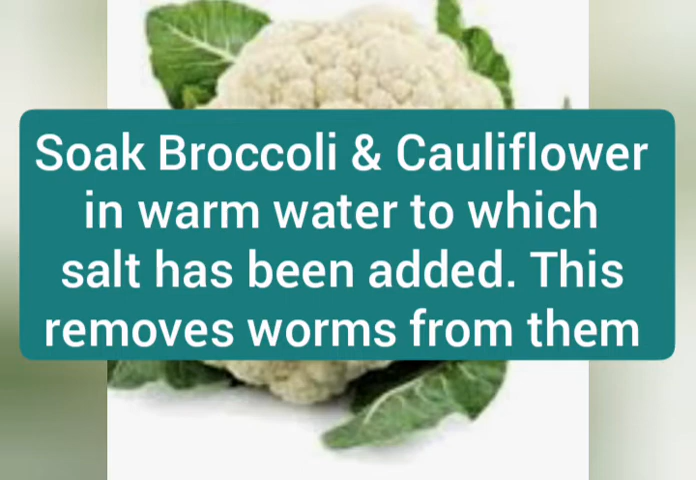 Soak Broccoli & Cauliflower
in warm water to which
salt has been added. This
removes worms from them